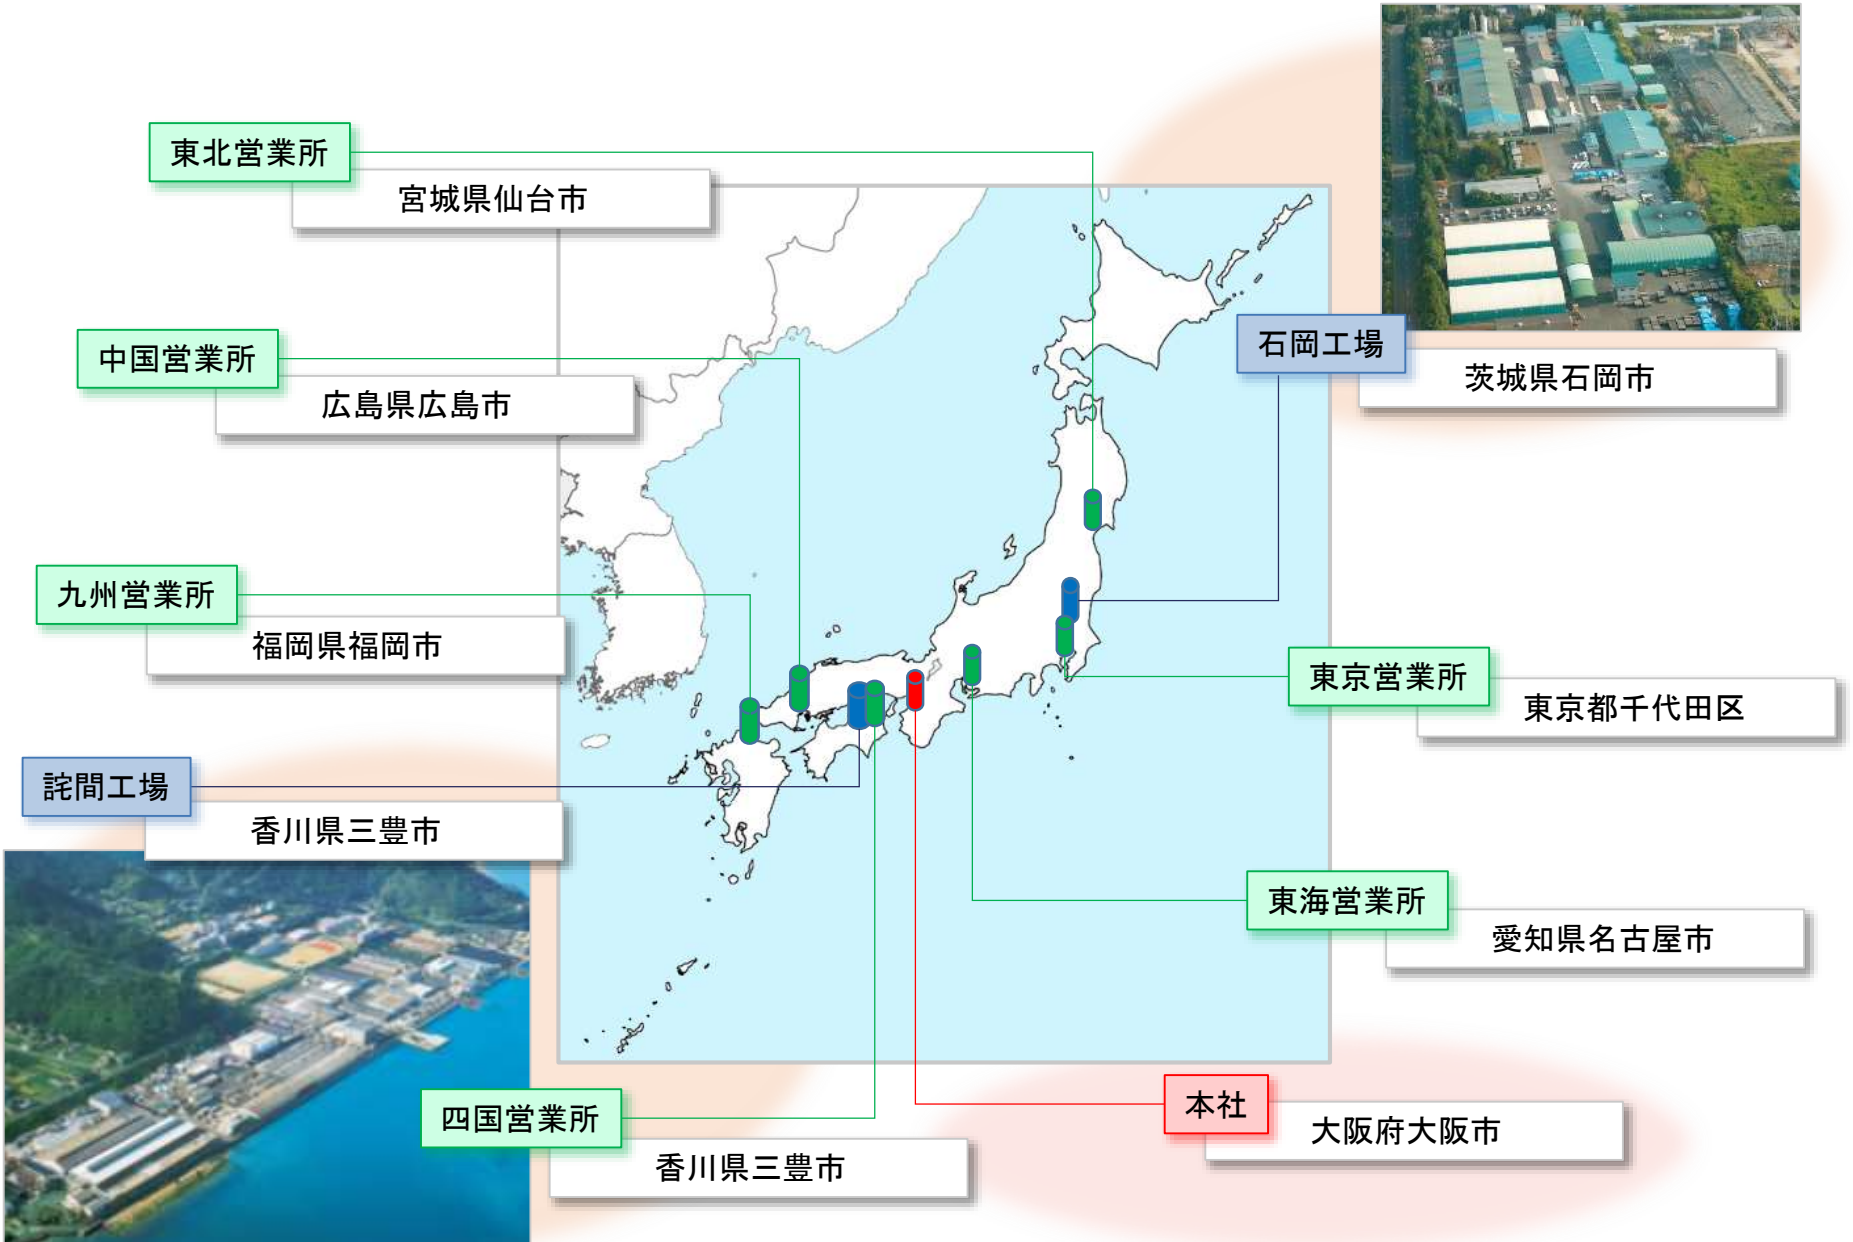 東北営業所
宮城県仙台市
中国営業所
広島県広島市
石岡工場
茨城県石岡市
九州営業所
福岡県福岡市
東京営業所
東京都千代田区
詫間工場
香川県三豊市
東海営業所
愛知県名古屋市
四国営業所
香川県三豊市
本社
大阪府大阪市